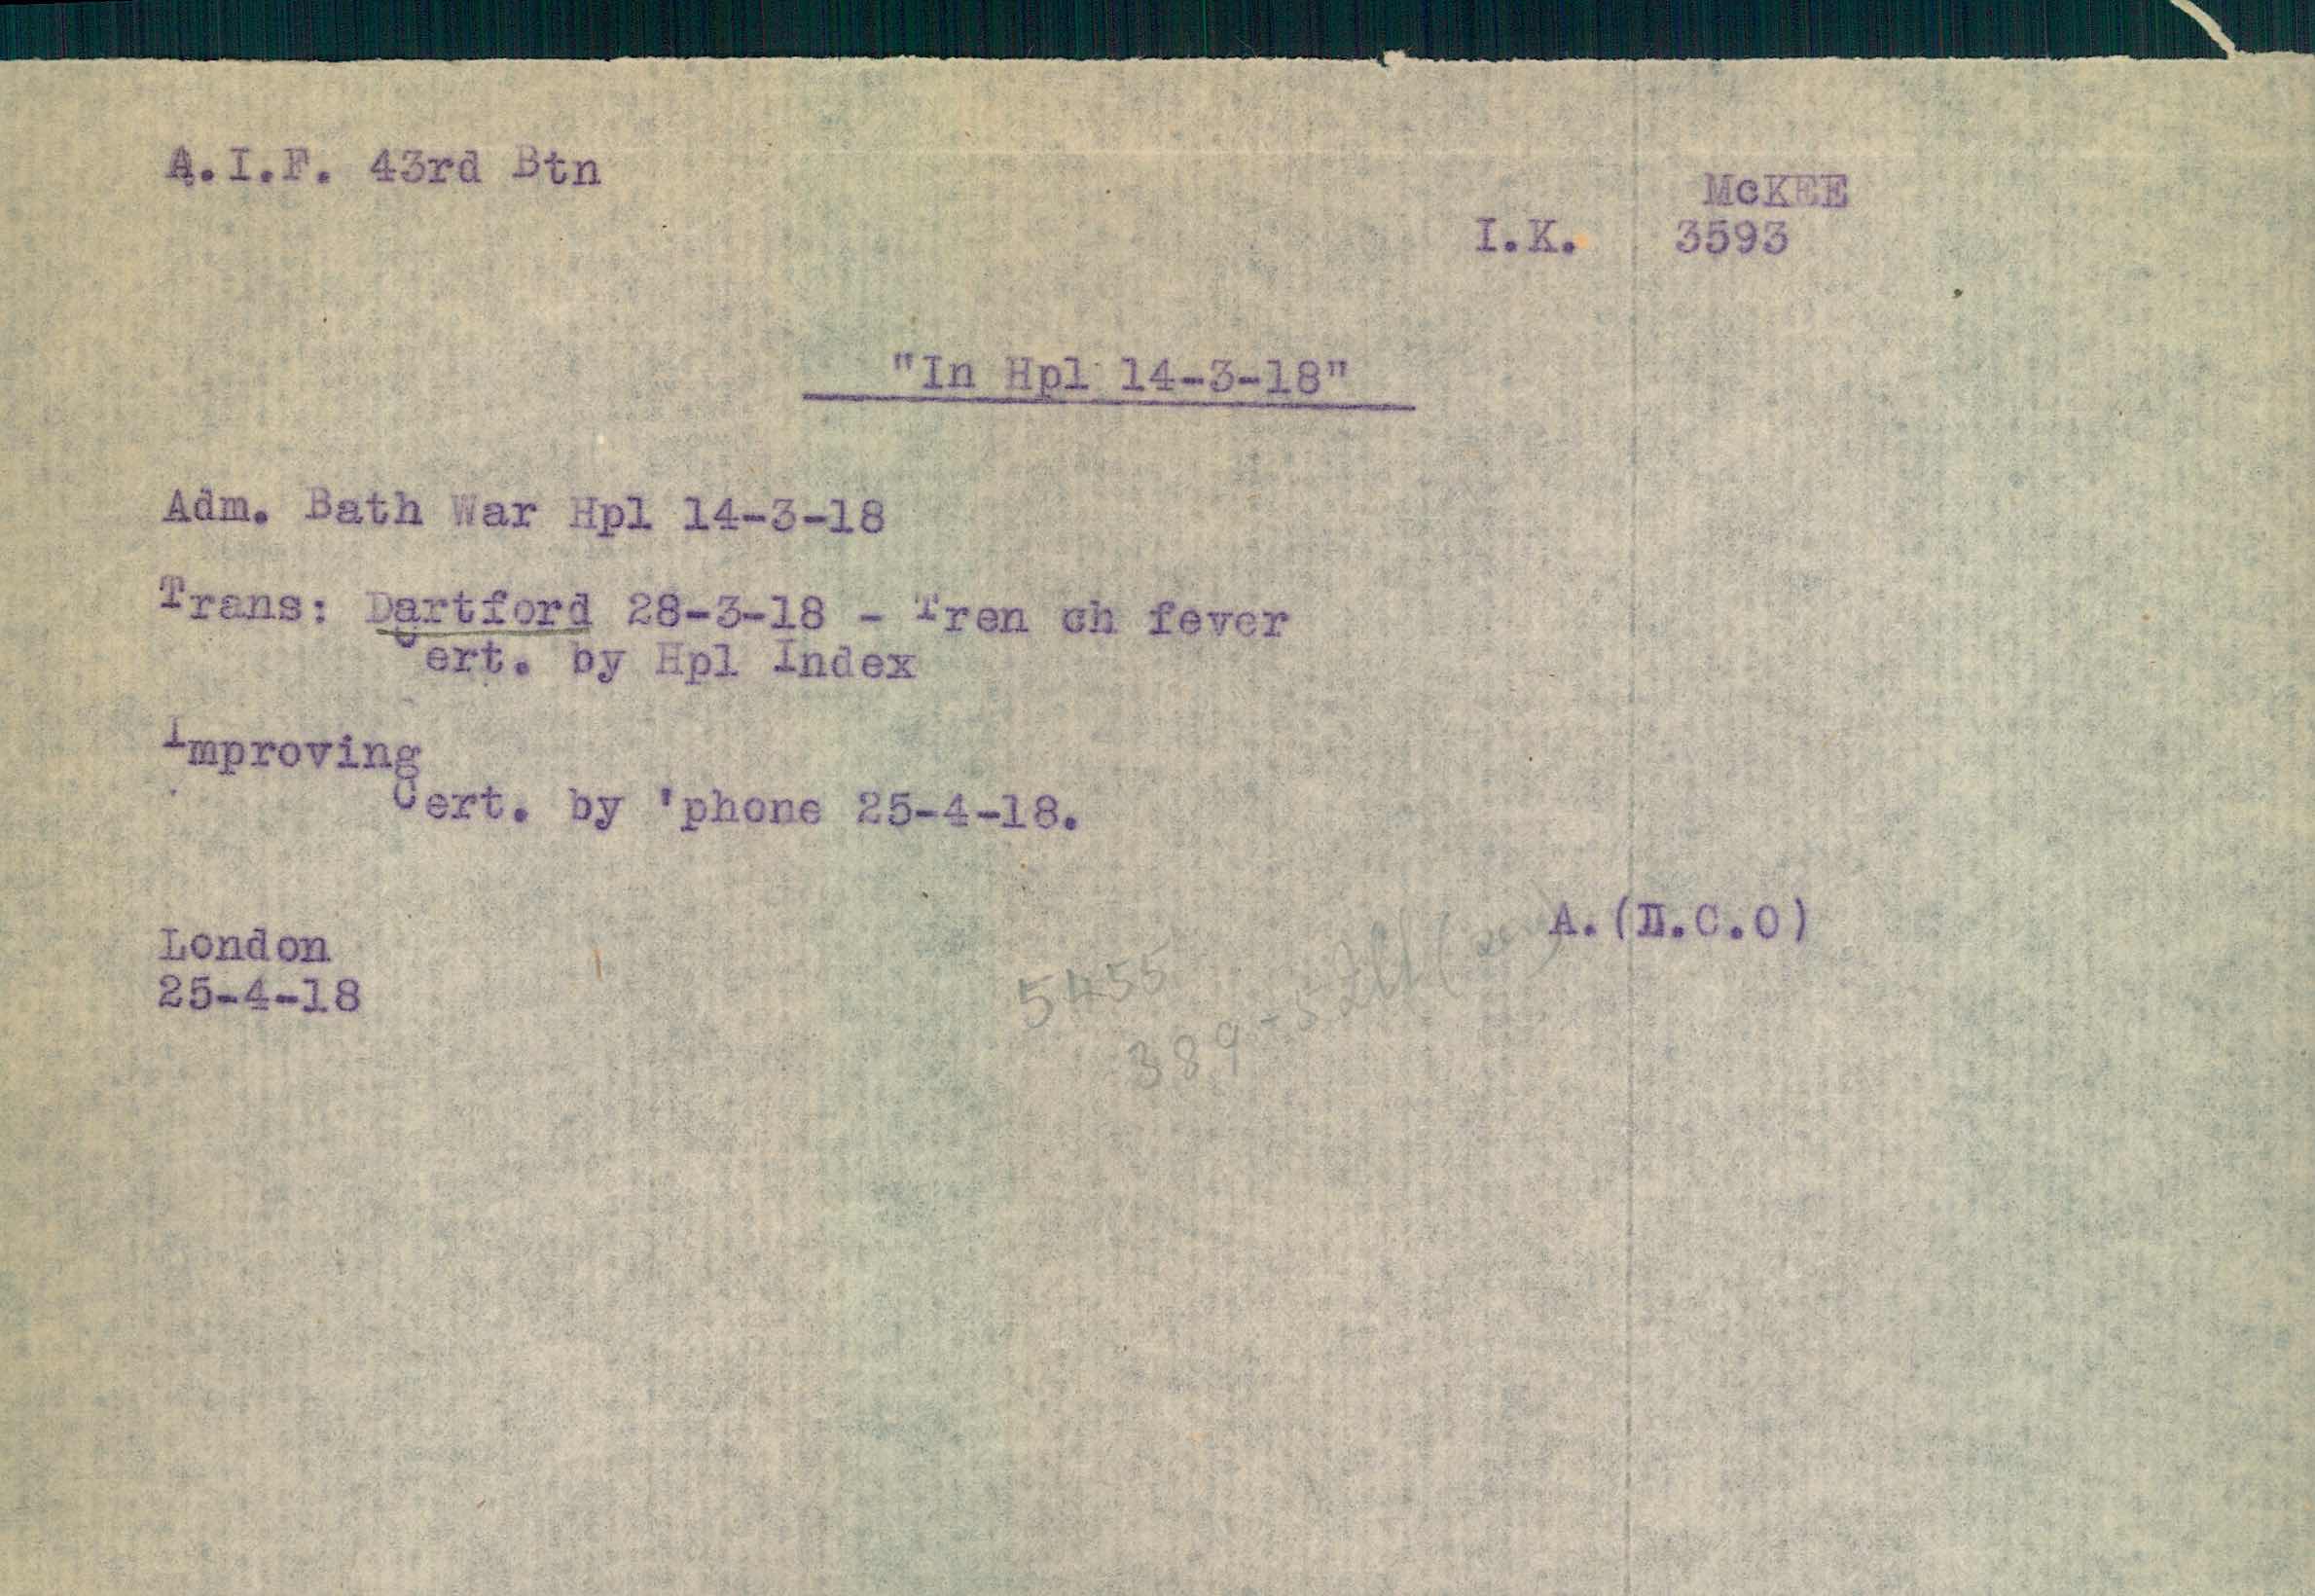 A.I.F. 43rd Btn
McKEE
I.K. 3593
"In Hpl 14-3-18"
Adm. Bath War Hpl 14-3-18
Trans: Dartford 28-3-18 - Tren ch fever
Cert. by Hpl Index
Improving
Cert. by 'phone 25-4-18.
A.(D.C.O)
London
25-4-18
5455
389-5